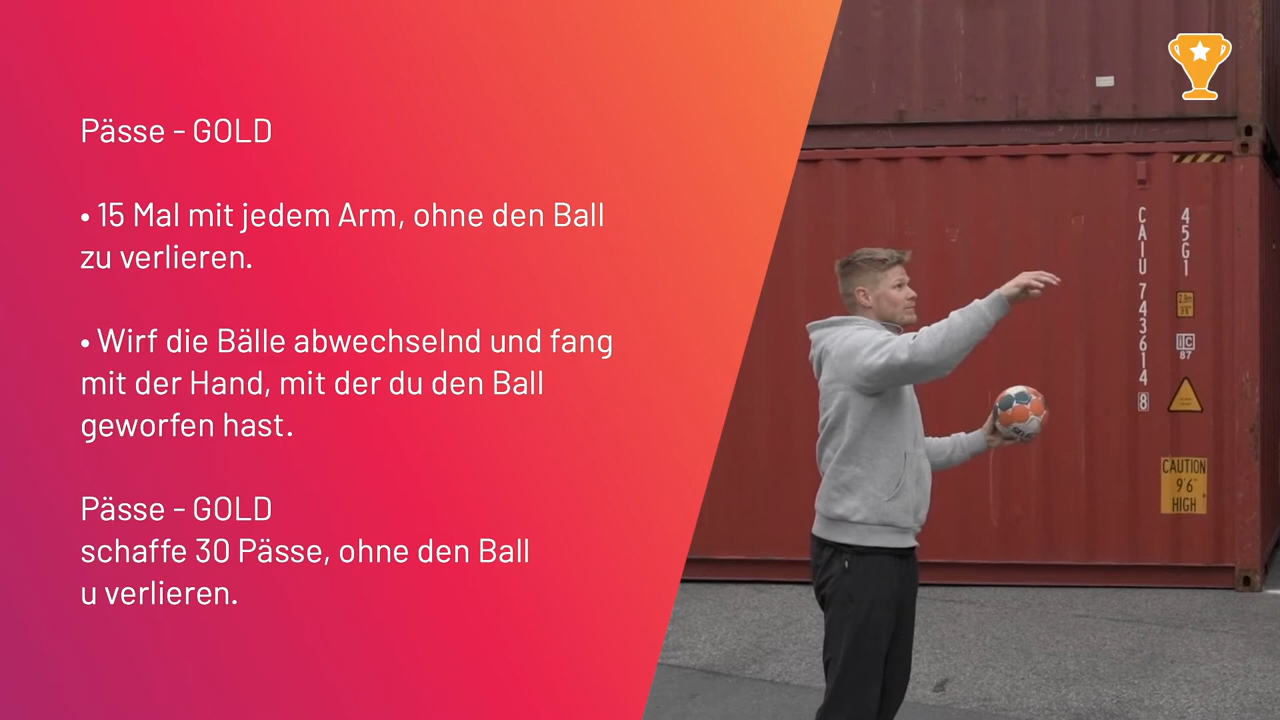 Pässe - GOLD
• 15 Mal mit jedem Arm, ohne den Ball
zu verlieren.
• Wirf die Bälle abwechselnd und fang
mit der Hand, mit der du den Ball
geworfen hast.
Pässe - GOLD
schaffe 30 Pässe, ohne den Ball
u verlieren.
CAIU 743614 8
45G1
CAUTION
9'6"
HIGH